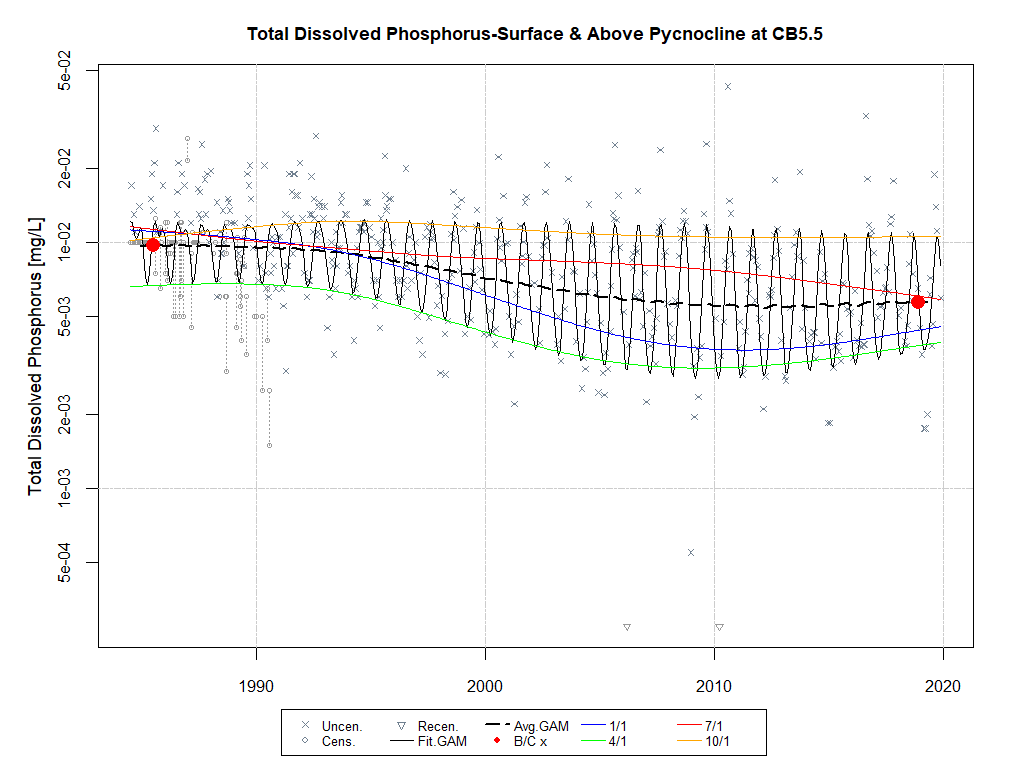 Total Dissolved Phosphorus-Surface & Above Pycnocline at CB5.5
Total Dissolved Phosphorus [mg/L]
5e-02
2e-02
1e-02
5e-03
2e-03
1e-03
5e-04
1990 2000 2010 2020
Uncen. Recen. Avg.GAM 1/1 7/1
Cens. Fit.GAM B/C x 4/1 10/1